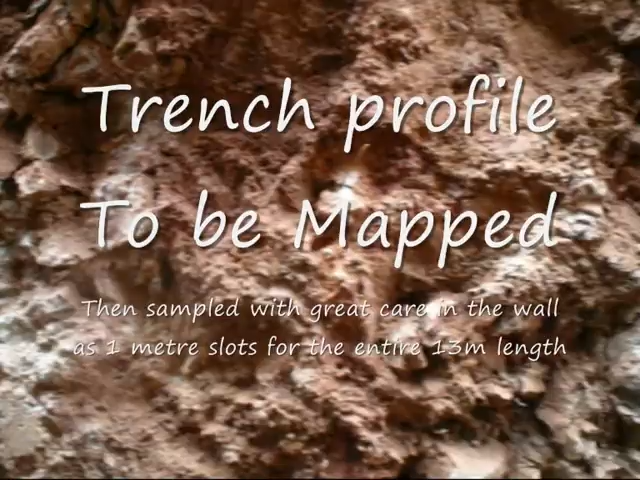 Trench profile
To be Mapped
Then sampled with great care in the wall
as 1 metre slots for the entire 13m length